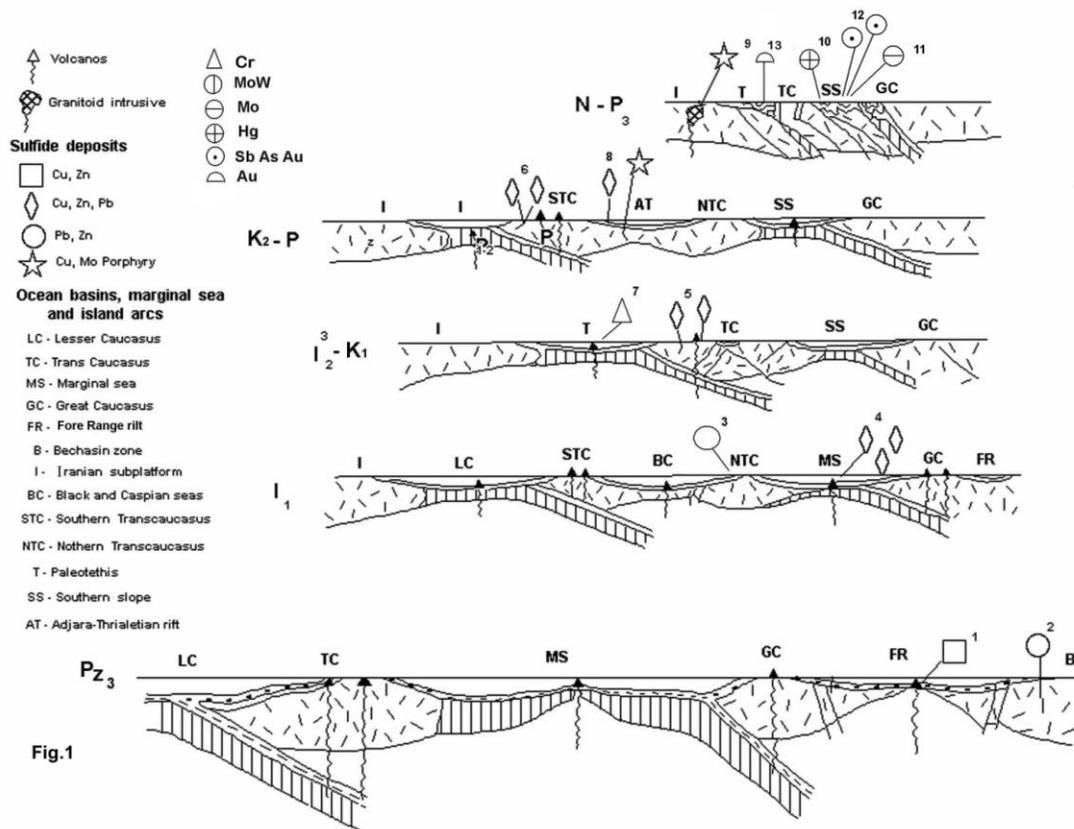 Volcanos
Granitoid intrusive
Sulfide deposits
Cu, Zn
Cu, Zn, Pb
Pb, Zn
Cu, Mo Porphyry
Cr
MoW
Mo
Hg
Sb As Au
Au
Ocean basins, marginal sea
and island arcs
LC - Lesser Caucasus
TC - Trans Caucasus
MS - Marginal sea
GC - Great Caucasus
FR - Fore Range rilt
B - Bechasin zone
I - Iranian subplatform
BC - Black and Caspian seas
STC - Southern Transcaucasus
NTC - Nothern Transcaucasus
T - Paleotethis
SS - Southern slope
AT - Adjara-Thrialetian rift
9 13 10 12 11
I T TC SS GC
N - P3
6 8
I I STC AT NTC SS GC
K2 - P
z P1-2 P
7 5
I T TC SS GC
I2^3 - K1
3 4
I LC STC BC NTC MS GC FR
I1
1 2
LC TC MS GC FR B
PZ3
Fig.1